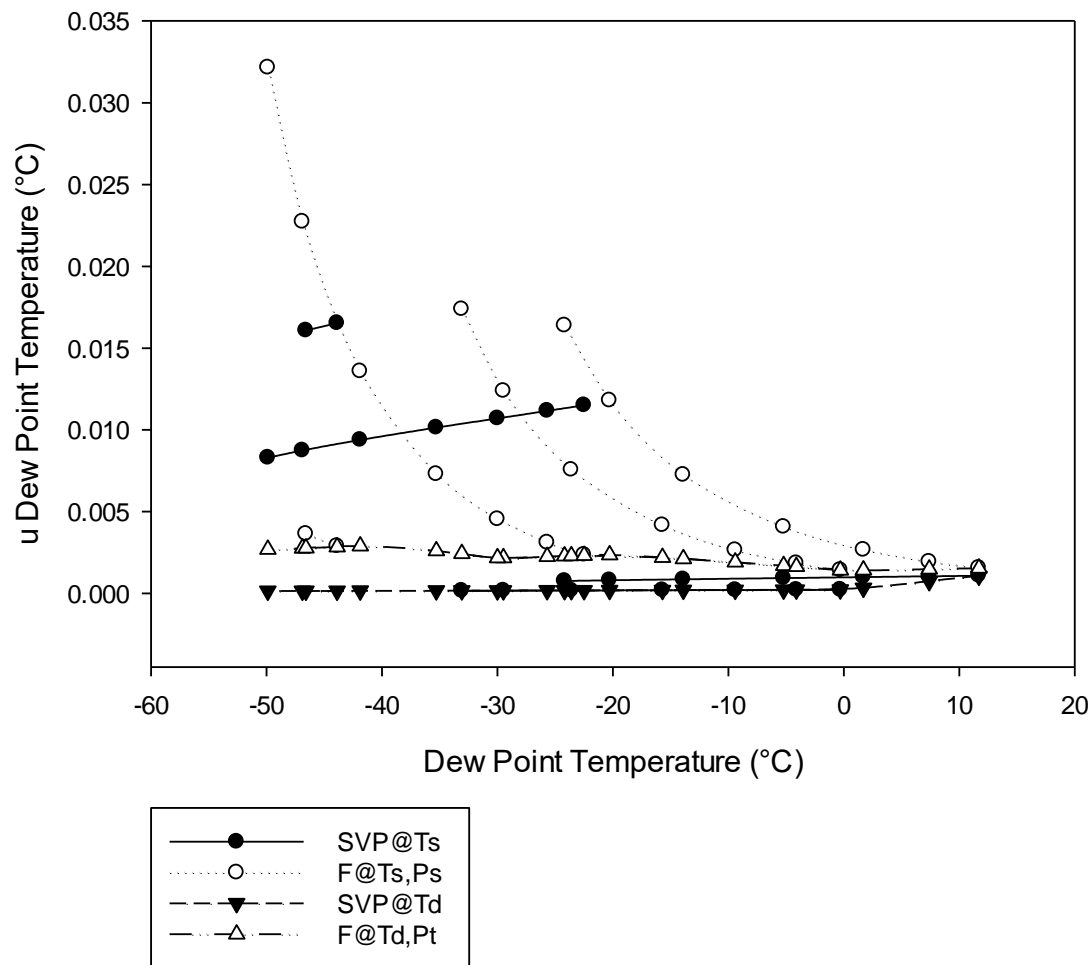 0.035
0.030
0.025
0.020
0.015
0.010
0.005
0.000
u Dew Point Temperature (°C)
-60 -50 -40 -30 -20 -10 0 10 20
Dew Point Temperature (°C)
SVP@Ts
F@Ts,Ps
SVP@Td
F@Td,Pt